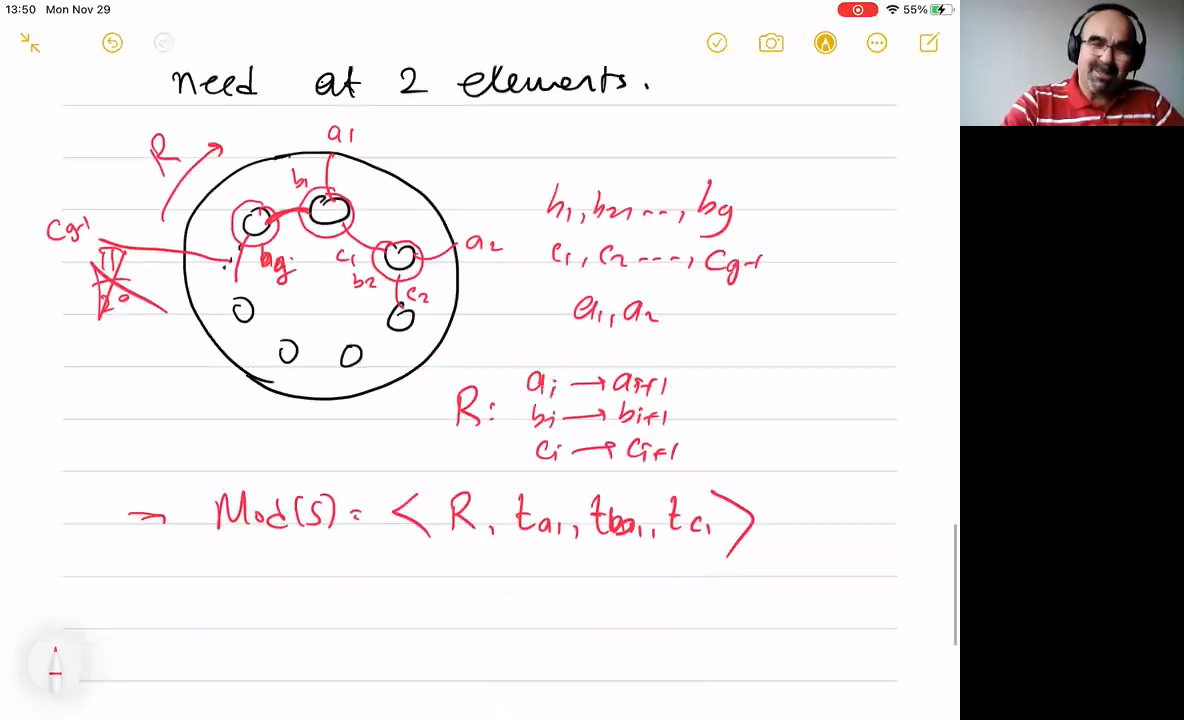 13:50 Mon Nov 29
55%
need at 2 elements.
R
a1
b1
cg-1
bg
c1
b2
a2
c2
b1, b2, ..., bg
c1, c2 ...., cg-1
a1, a2
R: ai → ai+1
bi → bi+1
ci → ci+1
Mod(S) = < R, ta1, tb1, tc1 >